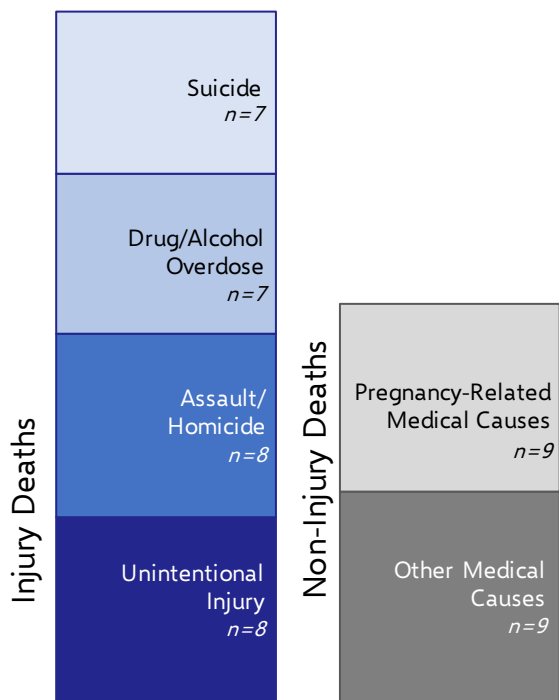 Injury Deaths
Suicide
n=7
Drug/Alcohol
Overdose
n=7
Assault/
Homicide
n=8
Unintentional
Injury
n=8
Non-Injury Deaths
Pregnancy-Related
Medical Causes
n=9
Other Medical
Causes
n=9